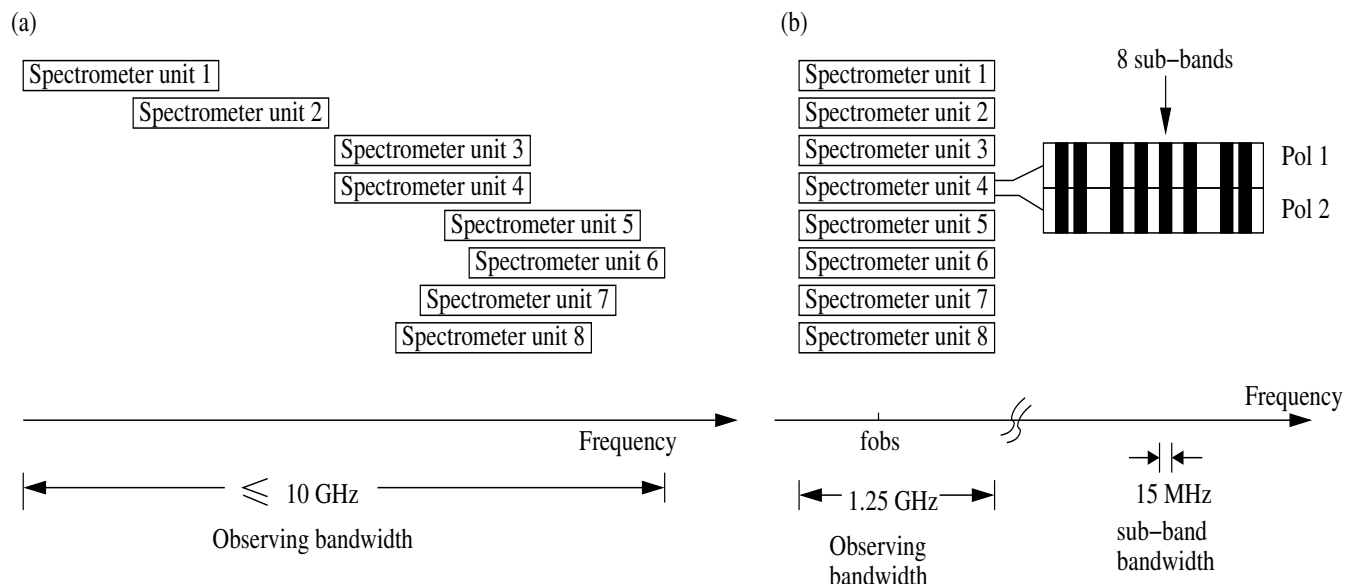 (a)
Spectrometer unit 1
Spectrometer unit 2
Spectrometer unit 3
Spectrometer unit 4
Spectrometer unit 5
Spectrometer unit 6
Spectrometer unit 7
Spectrometer unit 8
Frequency
⩽ 10 GHz
Observing bandwidth
(b)
Spectrometer unit 1
Spectrometer unit 2
Spectrometer unit 3
Spectrometer unit 4
Spectrometer unit 5
Spectrometer unit 6
Spectrometer unit 7
Spectrometer unit 8
8 sub−bands
Pol 1
Pol 2
Frequency
fobs
1.25 GHz
Observing
bandwidth
15 MHz
sub−band
bandwidth